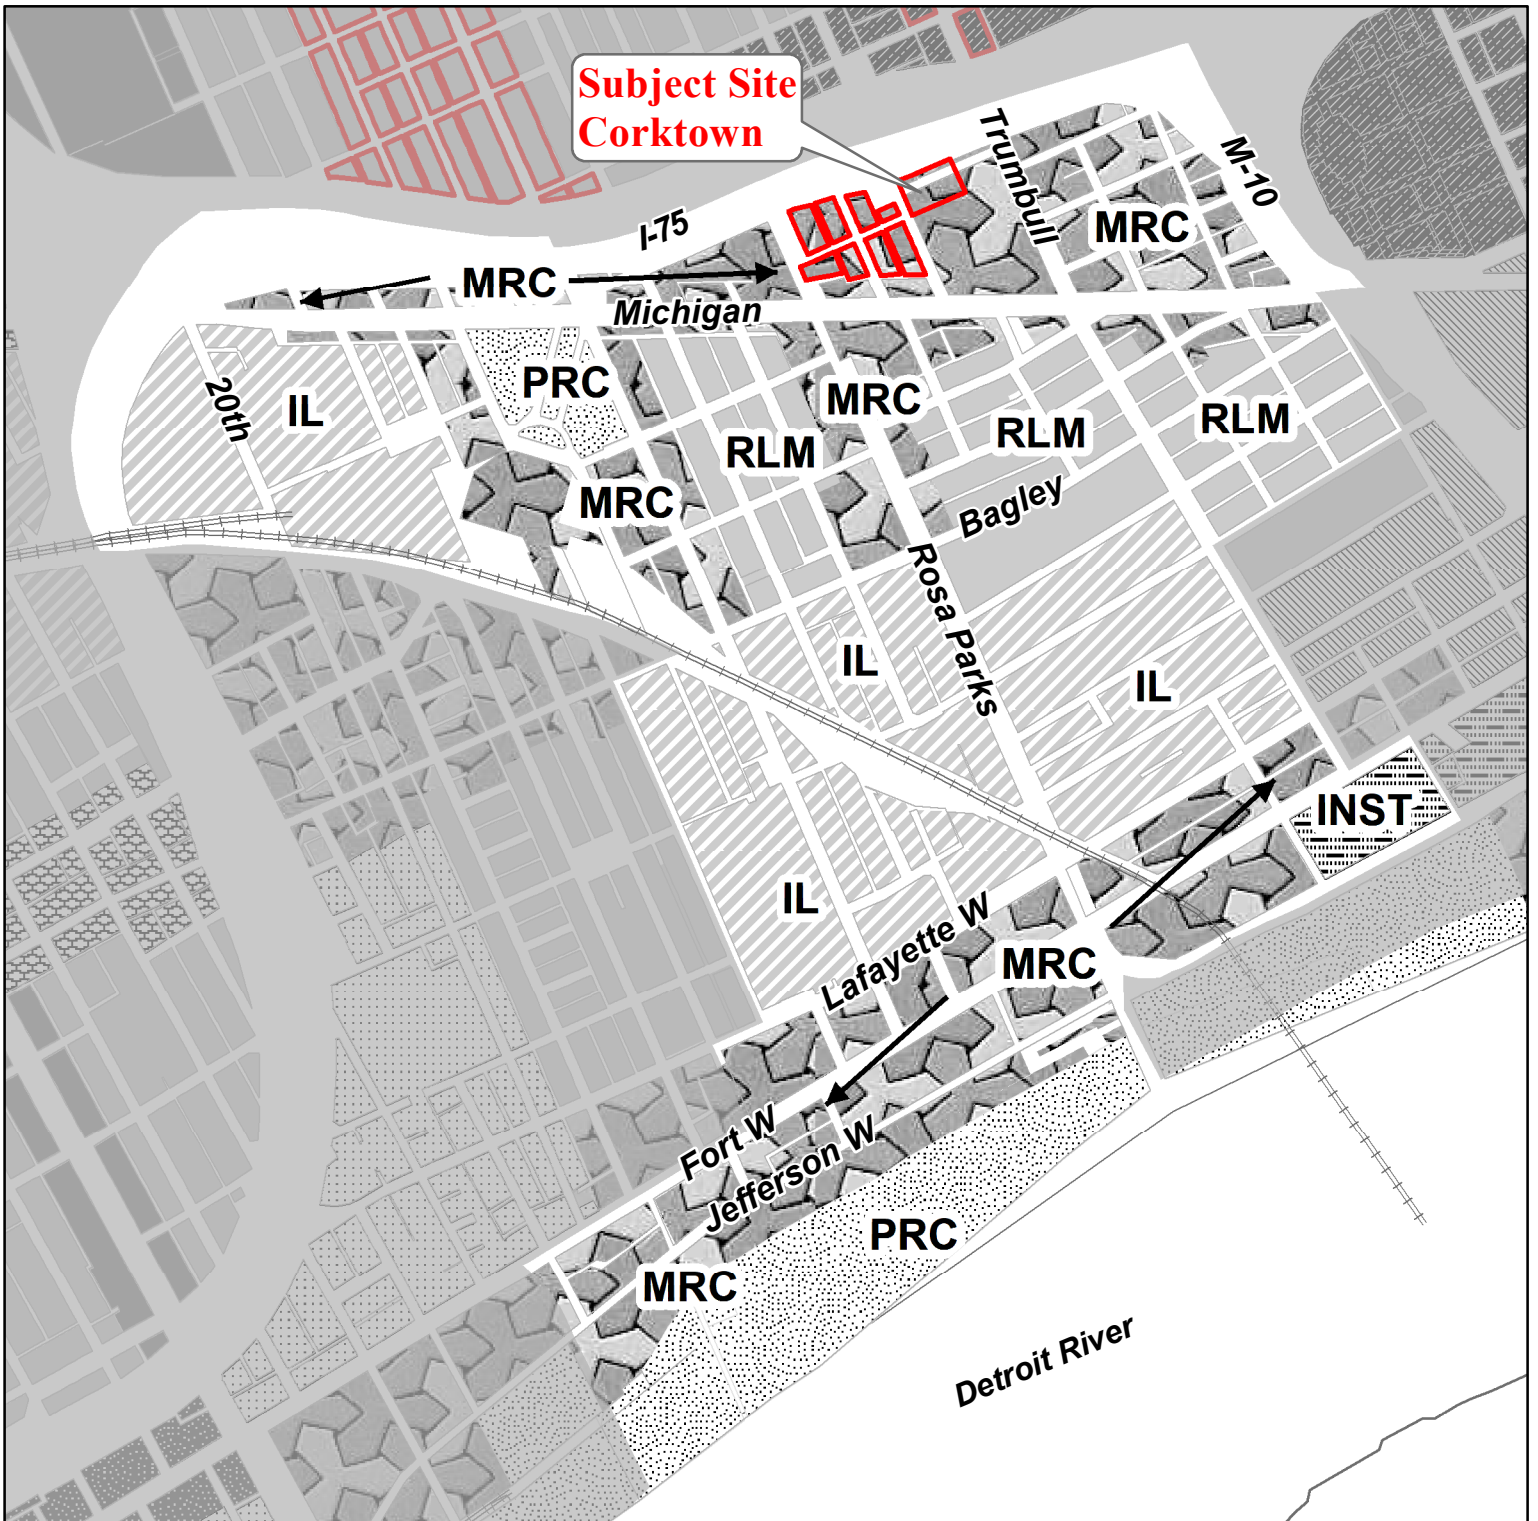 Subject Site
Corktown
Trumbull
M-10
I-75
MRC
MRC
Michigan
20th
IL
PRC
MRC
RLM
RLM
RLM
MRC
Bagley
Rosa Parks
IL
IL
INST
IL
Lafayette W
MRC
Fort W
Jefferson W
PRC
MRC
Detroit River